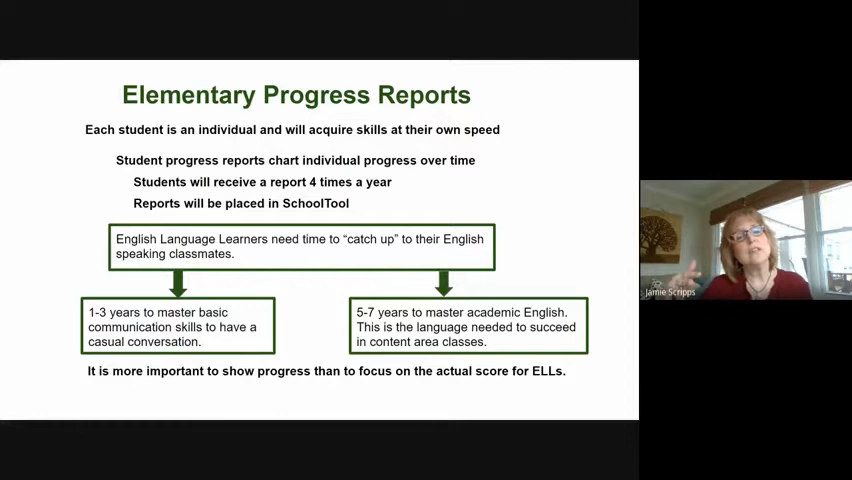 Elementary Progress Reports
Each student is an individual and will acquire skills at their own speed
Student progress reports chart individual progress over time
Students will receive a report 4 times a year
Reports will be placed in SchoolTool
English Language Learners need time to “catch up” to their English
speaking classmates.
1-3 years to master basic
communication skills to have a
casual conversation.
5-7 years to master academic English.
This is the language needed to succeed
in content area classes.
It is more important to show progress than to focus on the actual score for ELLs.
Jamie Scripps